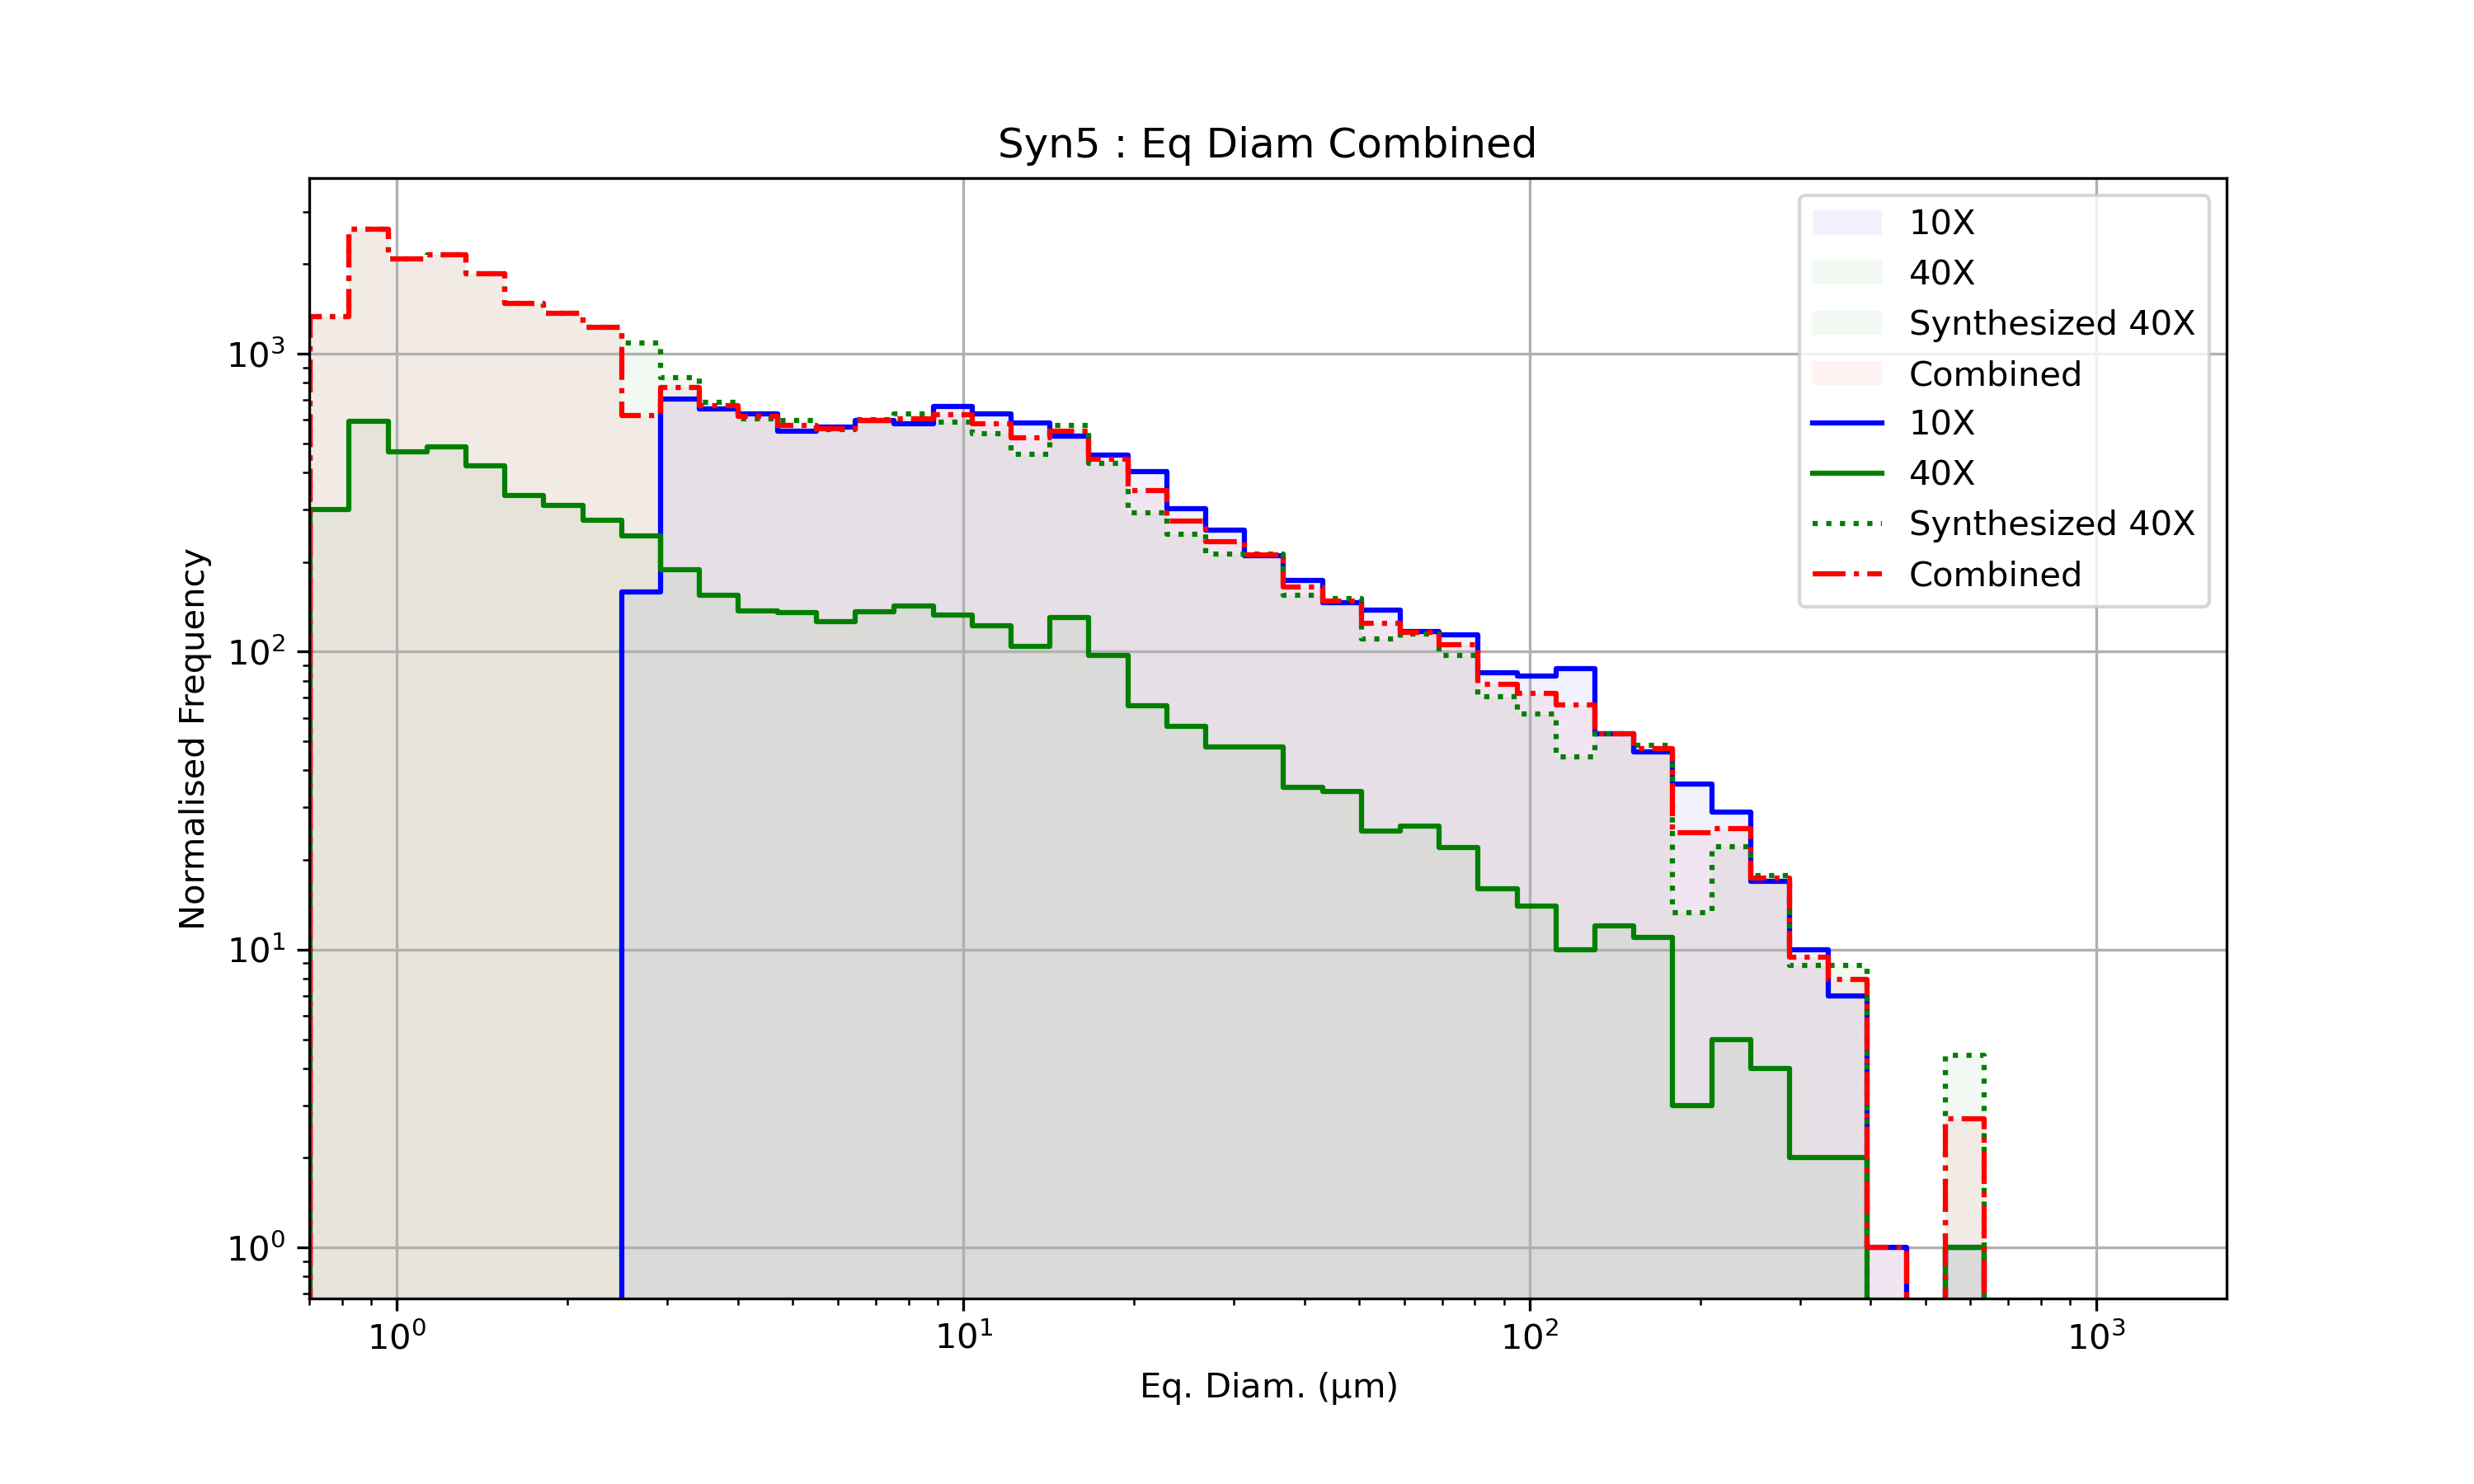 Syn5 : Eq Diam Combined
10X
40X
Synthesized 40X
Combined
10X
40X
Synthesized 40X
Combined
Normalised Frequency
10³
10²
10¹
10⁰
10⁰ 10¹ 10² 10³
Eq. Diam. (μm)